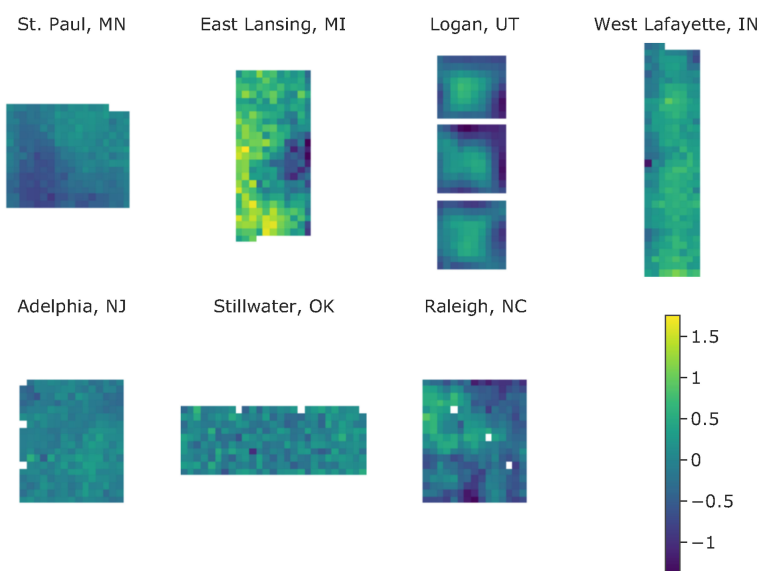 St. Paul, MN
East Lansing, MI
Logan, UT
West Lafayette, IN
Adelphia, NJ
Stillwater, OK
Raleigh, NC
1.5
1
0.5
0
−0.5
−1